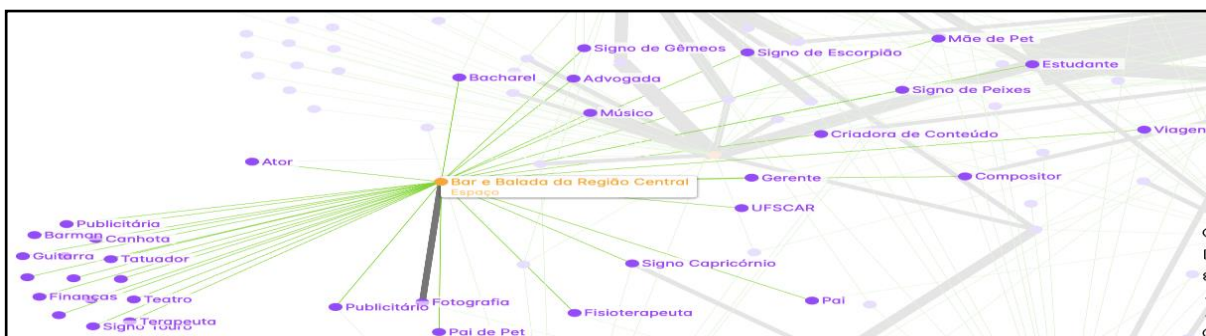 Mãe de Pet
Signo de Gêmeos
Signo de Escorpião
Estudante
Bacharel
Advogada
Signo de Peixes
Músico
Criadora de Conteúdo
Viagen
Ator
Bar e Balada da Região Central
Espaço
Gerente
Compositor
UFSCAR
Publicitária
Barman
Canhota
Guitarra
Tatuador
Signo Capricórnio
Finanças
Teatro
Publicitário
Fotografia
Pai
Fisioterapeuta
Terapeuta
Signo Touro
Pai de Pet